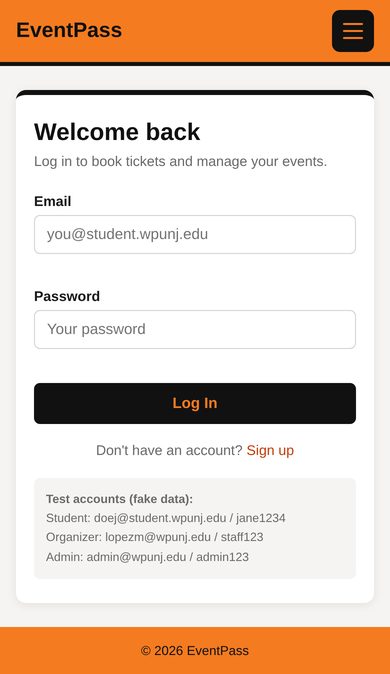 EventPass
Welcome back
Log in to book tickets and manage your events.
Email
you@student.wpunj.edu
Password
Your password
Log In
Don't have an account? Sign up
Test accounts (fake data):
Student: doej@student.wpunj.edu / jane1234
Organizer: lopezm@wpunj.edu / staff123
Admin: admin@wpunj.edu / admin123
© 2026 EventPass